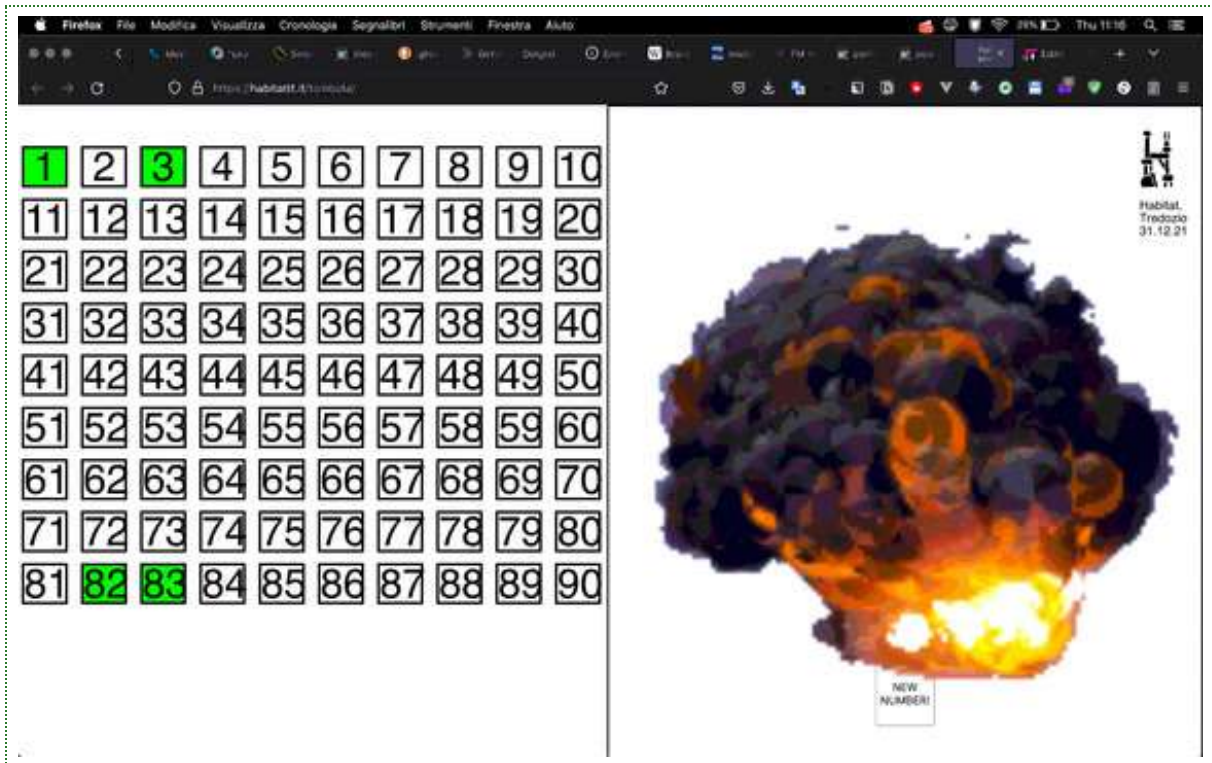 Firefox File Modifica Visualizza Cronologia Segnalibri Strumenti Finestra Aiuto Thu 11:16
https://habitattt.it/tombola/
1 2 3 4 5 6 7 8 9 10
11 12 13 14 15 16 17 18 19 20
21 22 23 24 25 26 27 28 29 30
31 32 33 34 35 36 37 38 39 40
41 42 43 44 45 46 47 48 49 50
51 52 53 54 55 56 57 58 59 60
61 62 63 64 65 66 67 68 69 70
71 72 73 74 75 76 77 78 79 80
81 82 83 84 85 86 87 88 89 90
Habitat,
Tredozio
31.12.21
NEW
NUMBER!